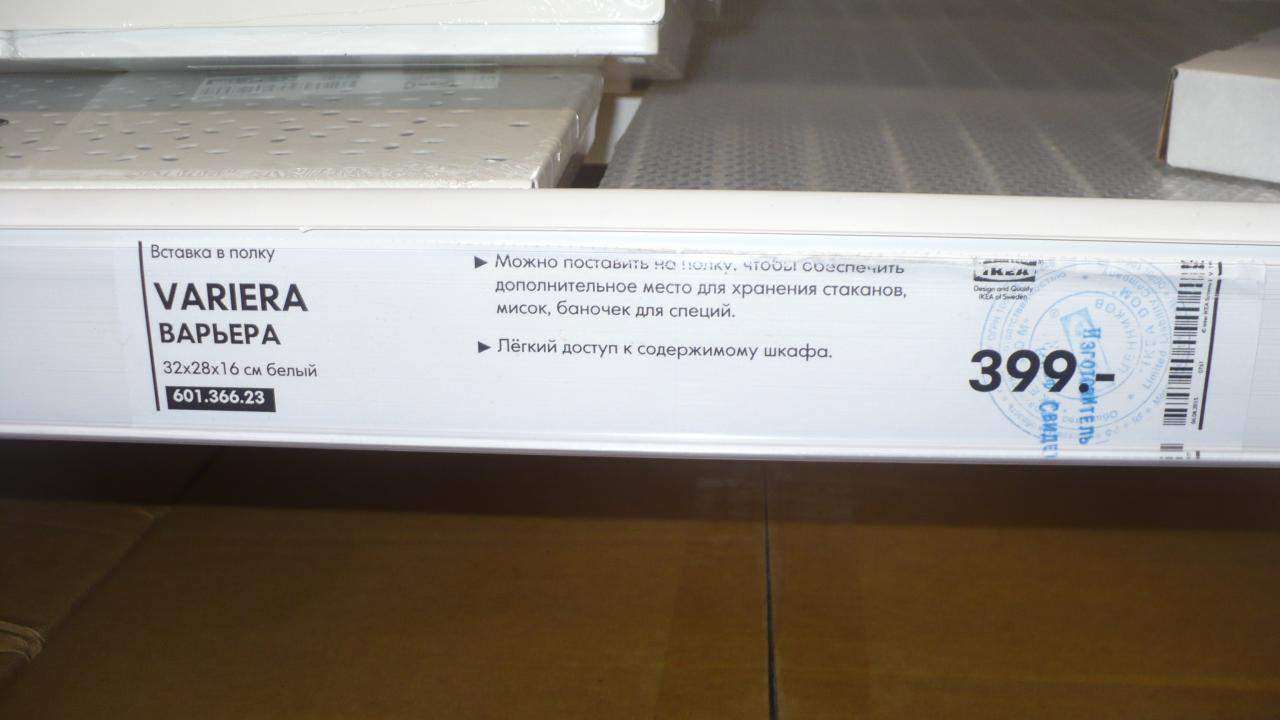 Вставка в полку
VARIERA
ВАРЬЕРА
32x28x16 см белый
601.366.23
► Можно поставить на полку, чтобы обеспечить
дополнительное место для хранения стаканов,
мисок, баночек для специй.
► Лёгкий доступ к содержимому шкафа.
IKEA
Design and Quality
IKEA of Sweden
399.-
Изготовитель